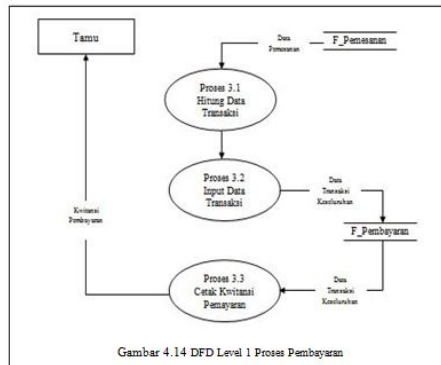 Tamu
Data
Pemesanan
F_Pemesanan
Proses 3.1
Hitung Data
Transaksi
Proses 3.2
Input Data
Transaksi
Data
Transaksi
Keseluruhan
F_Pembayaran
Kwitansi
Pembayaran
Proses 3.3
Cetak Kwitansi
Pemayaran
Data
Transaksi
Keseluruhan
Gambar 4.14 DFD Level 1 Proses Pembayaran